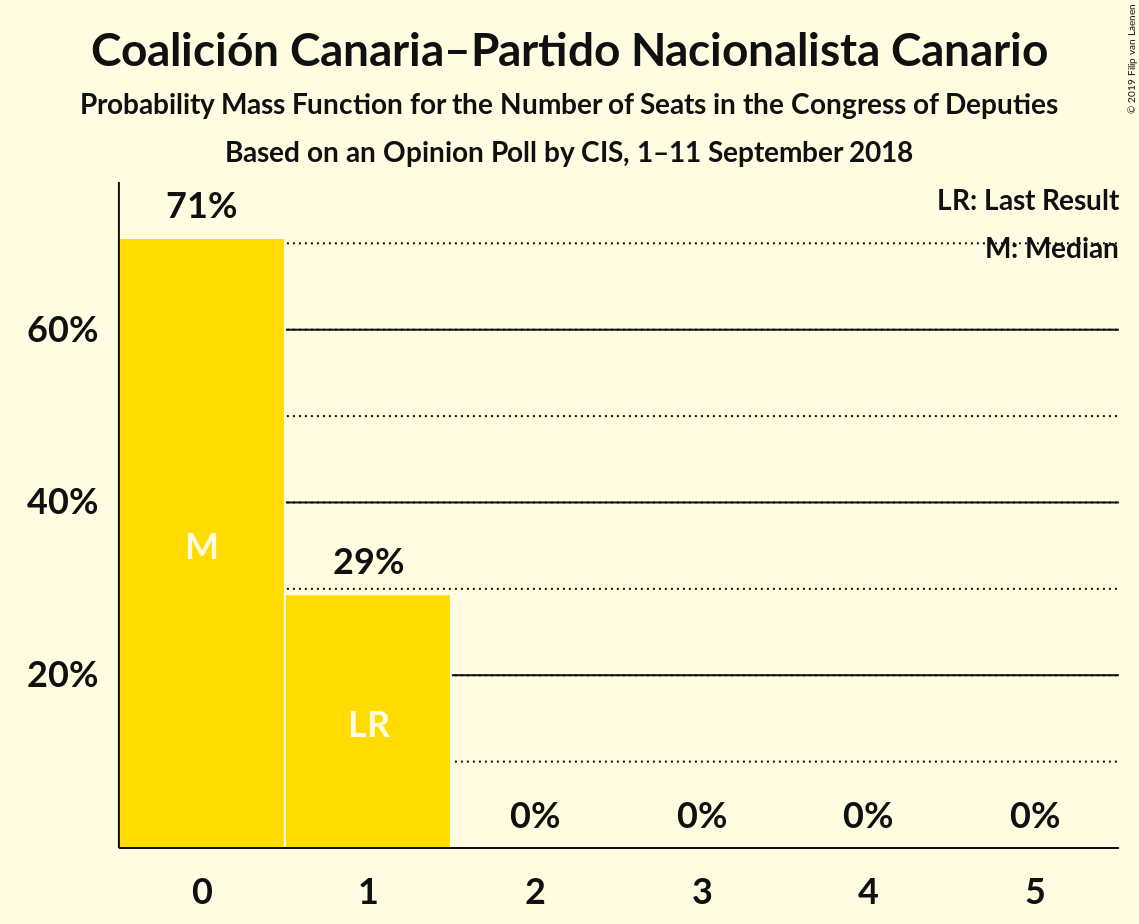 Coalición Canaria–Partido Nacionalista Canario
Probability Mass Function for the Number of Seats in the Congress of Deputies
Based on an Opinion Poll by CIS, 1–11 September 2018
© 2019 Filip van Laenen
LR: Last Result
M: Median
71%
60%
40%
M
29%
20%
LR
0% 0% 0% 0%
0 1 2 3 4 5